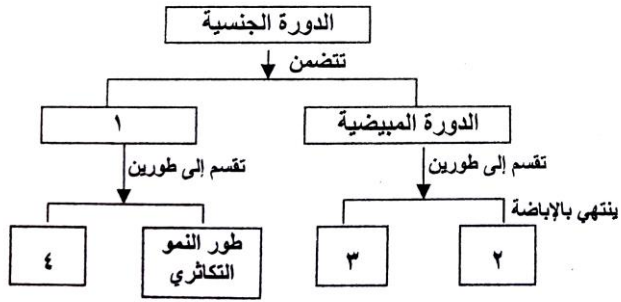 الدورة الجنسية
تتضمن
الدورة المبيضية
١
تقسم إلى طورين
تقسم إلى طورين
ينتهي بالإباضة
٢
٣
طور النمو
التكاثري
٤